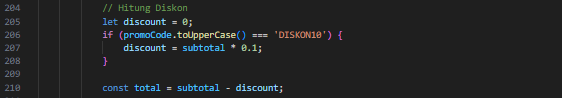 204 // Hitung Diskon
205 let discount = 0;
206 if (promoCode.toUpperCase() === 'DISKON10') {
207 discount = subtotal * 0.1;
208 }
209
210 const total = subtotal - discount;